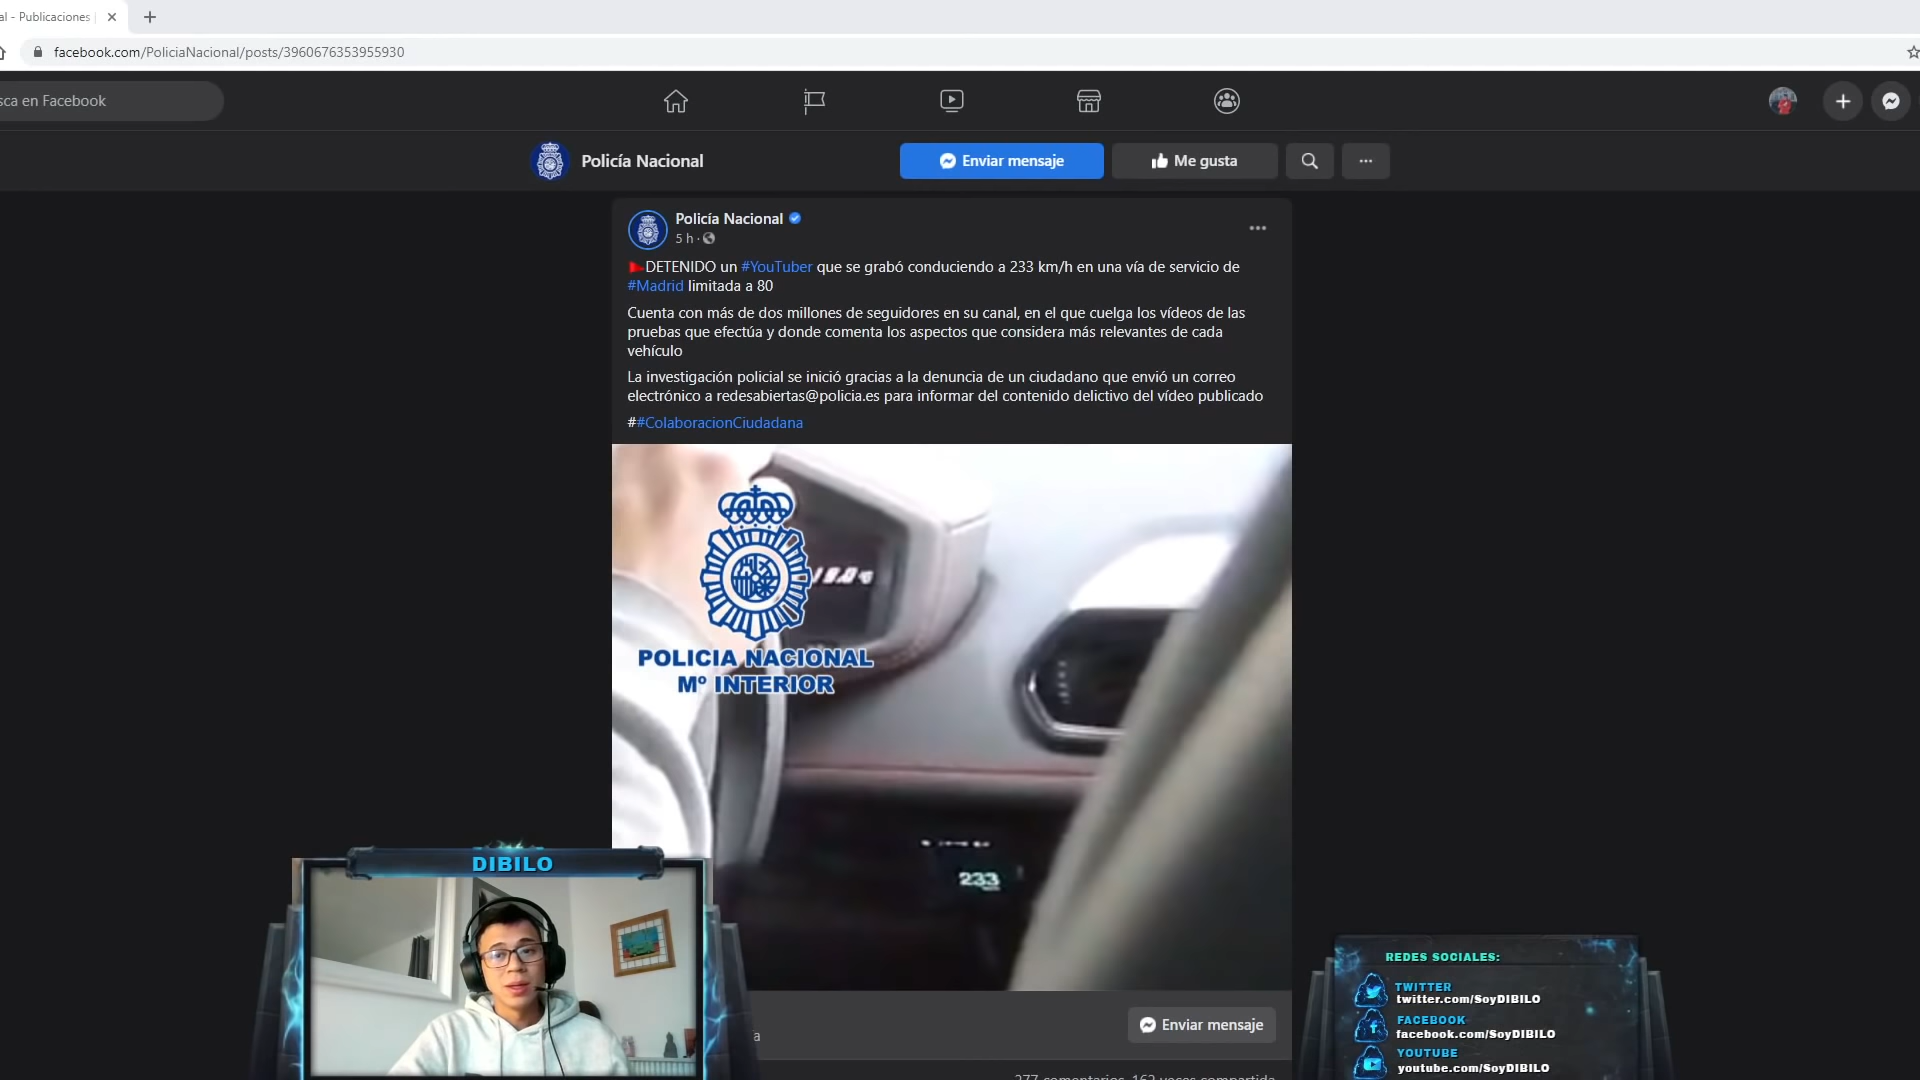 al - Publicaciones |
facebook.com/PoliciaNacional/posts/3960676353955930
sca en Facebook
Policía Nacional
Enviar mensaje
Me gusta
Policía Nacional
5 h ·
DETENIDO un #YouTuber que se grabó conduciendo a 233 km/h en una vía de servicio de
#Madrid limitada a 80
Cuenta con más de dos millones de seguidores en su canal, en el que cuelga los vídeos de las
pruebas que efectúa y donde comenta los aspectos que considera más relevantes de cada
vehículo
La investigación policial se inició gracias a la denuncia de un ciudadano que envió un correo
electrónico a redesabiertas@policia.es para informar del contenido delictivo del vídeo publicado
##ColaboracionCiudadana
POLICIA NACIONAL
Mº INTERIOR
233
DIBILO
Enviar mensaje
277 comentarios 162 veces compartida
REDES SOCIALES:
TWITTER
twitter.com/SoyDIBILO
FACEBOOK
facebook.com/SoyDIBILO
YOUTUBE
youtube.com/SoyDIBILO